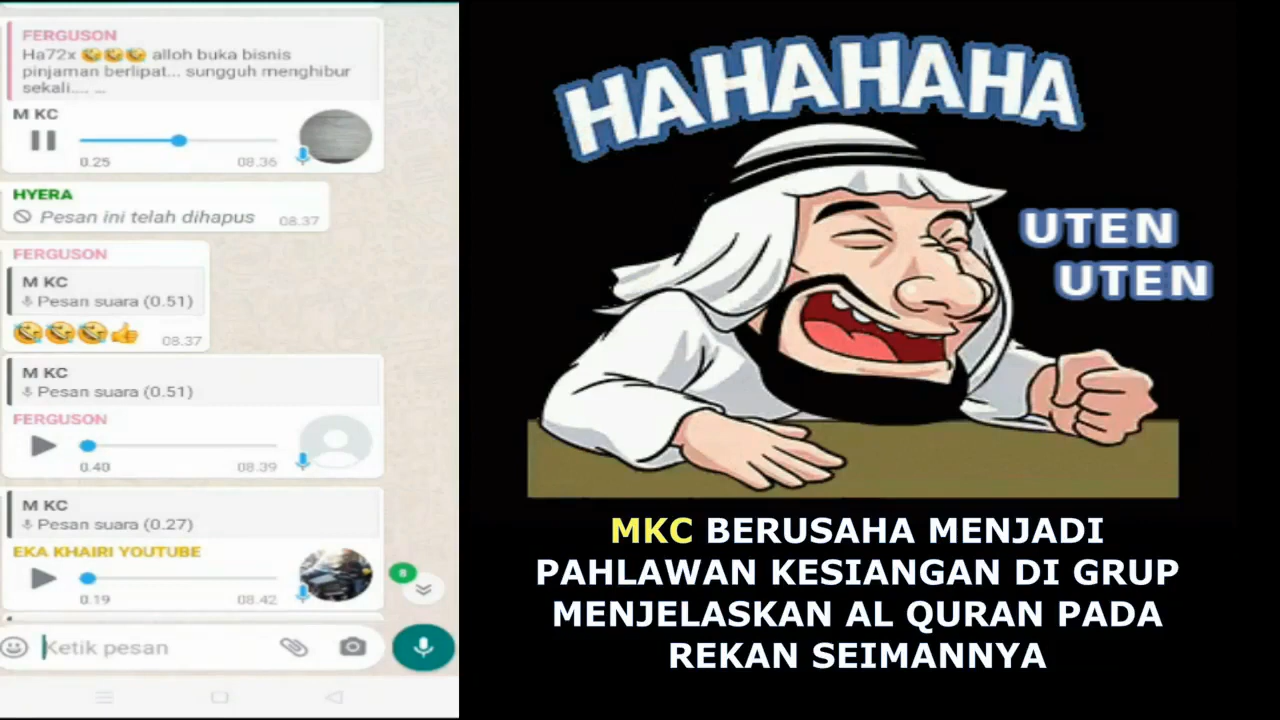 FERGUSON
Ha72x 🤣🤣🤣 alloh buka bisnis
pinjaman berlipat... sungguh menghibur
sekali.... ...
M KC
0.25 08.36
HYERA
Pesan ini telah dihapus 08.37
FERGUSON
M KC
Pesan suara (0.51)
🤣🤣🤣👍 08.37
M KC
Pesan suara (0.51)
FERGUSON
0.40 08.39
M KC
Pesan suara (0.27)
EKA KHAIRI YOUTUBE
0.19 08.42
8
Ketik pesan
HAHAHAHA
UTEN
UTEN
MKC BERUSAHA MENJADI
PAHLAWAN KESIANGAN DI GRUP
MENJELASKAN AL QURAN PADA
REKAN SEIMANNYA